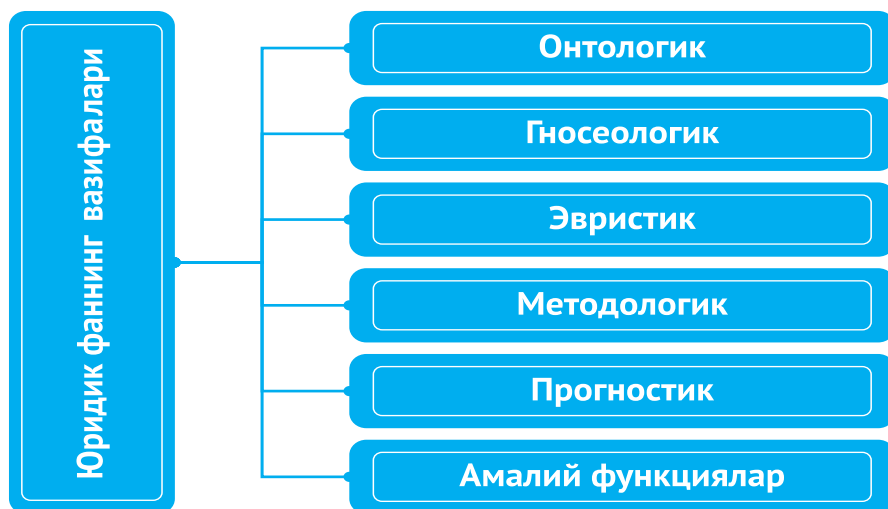 Юридик фаннинг вазифалари
Онтологик
Гносеологик
Эвристик
Методологик
Прогностик
Амалий функциялар